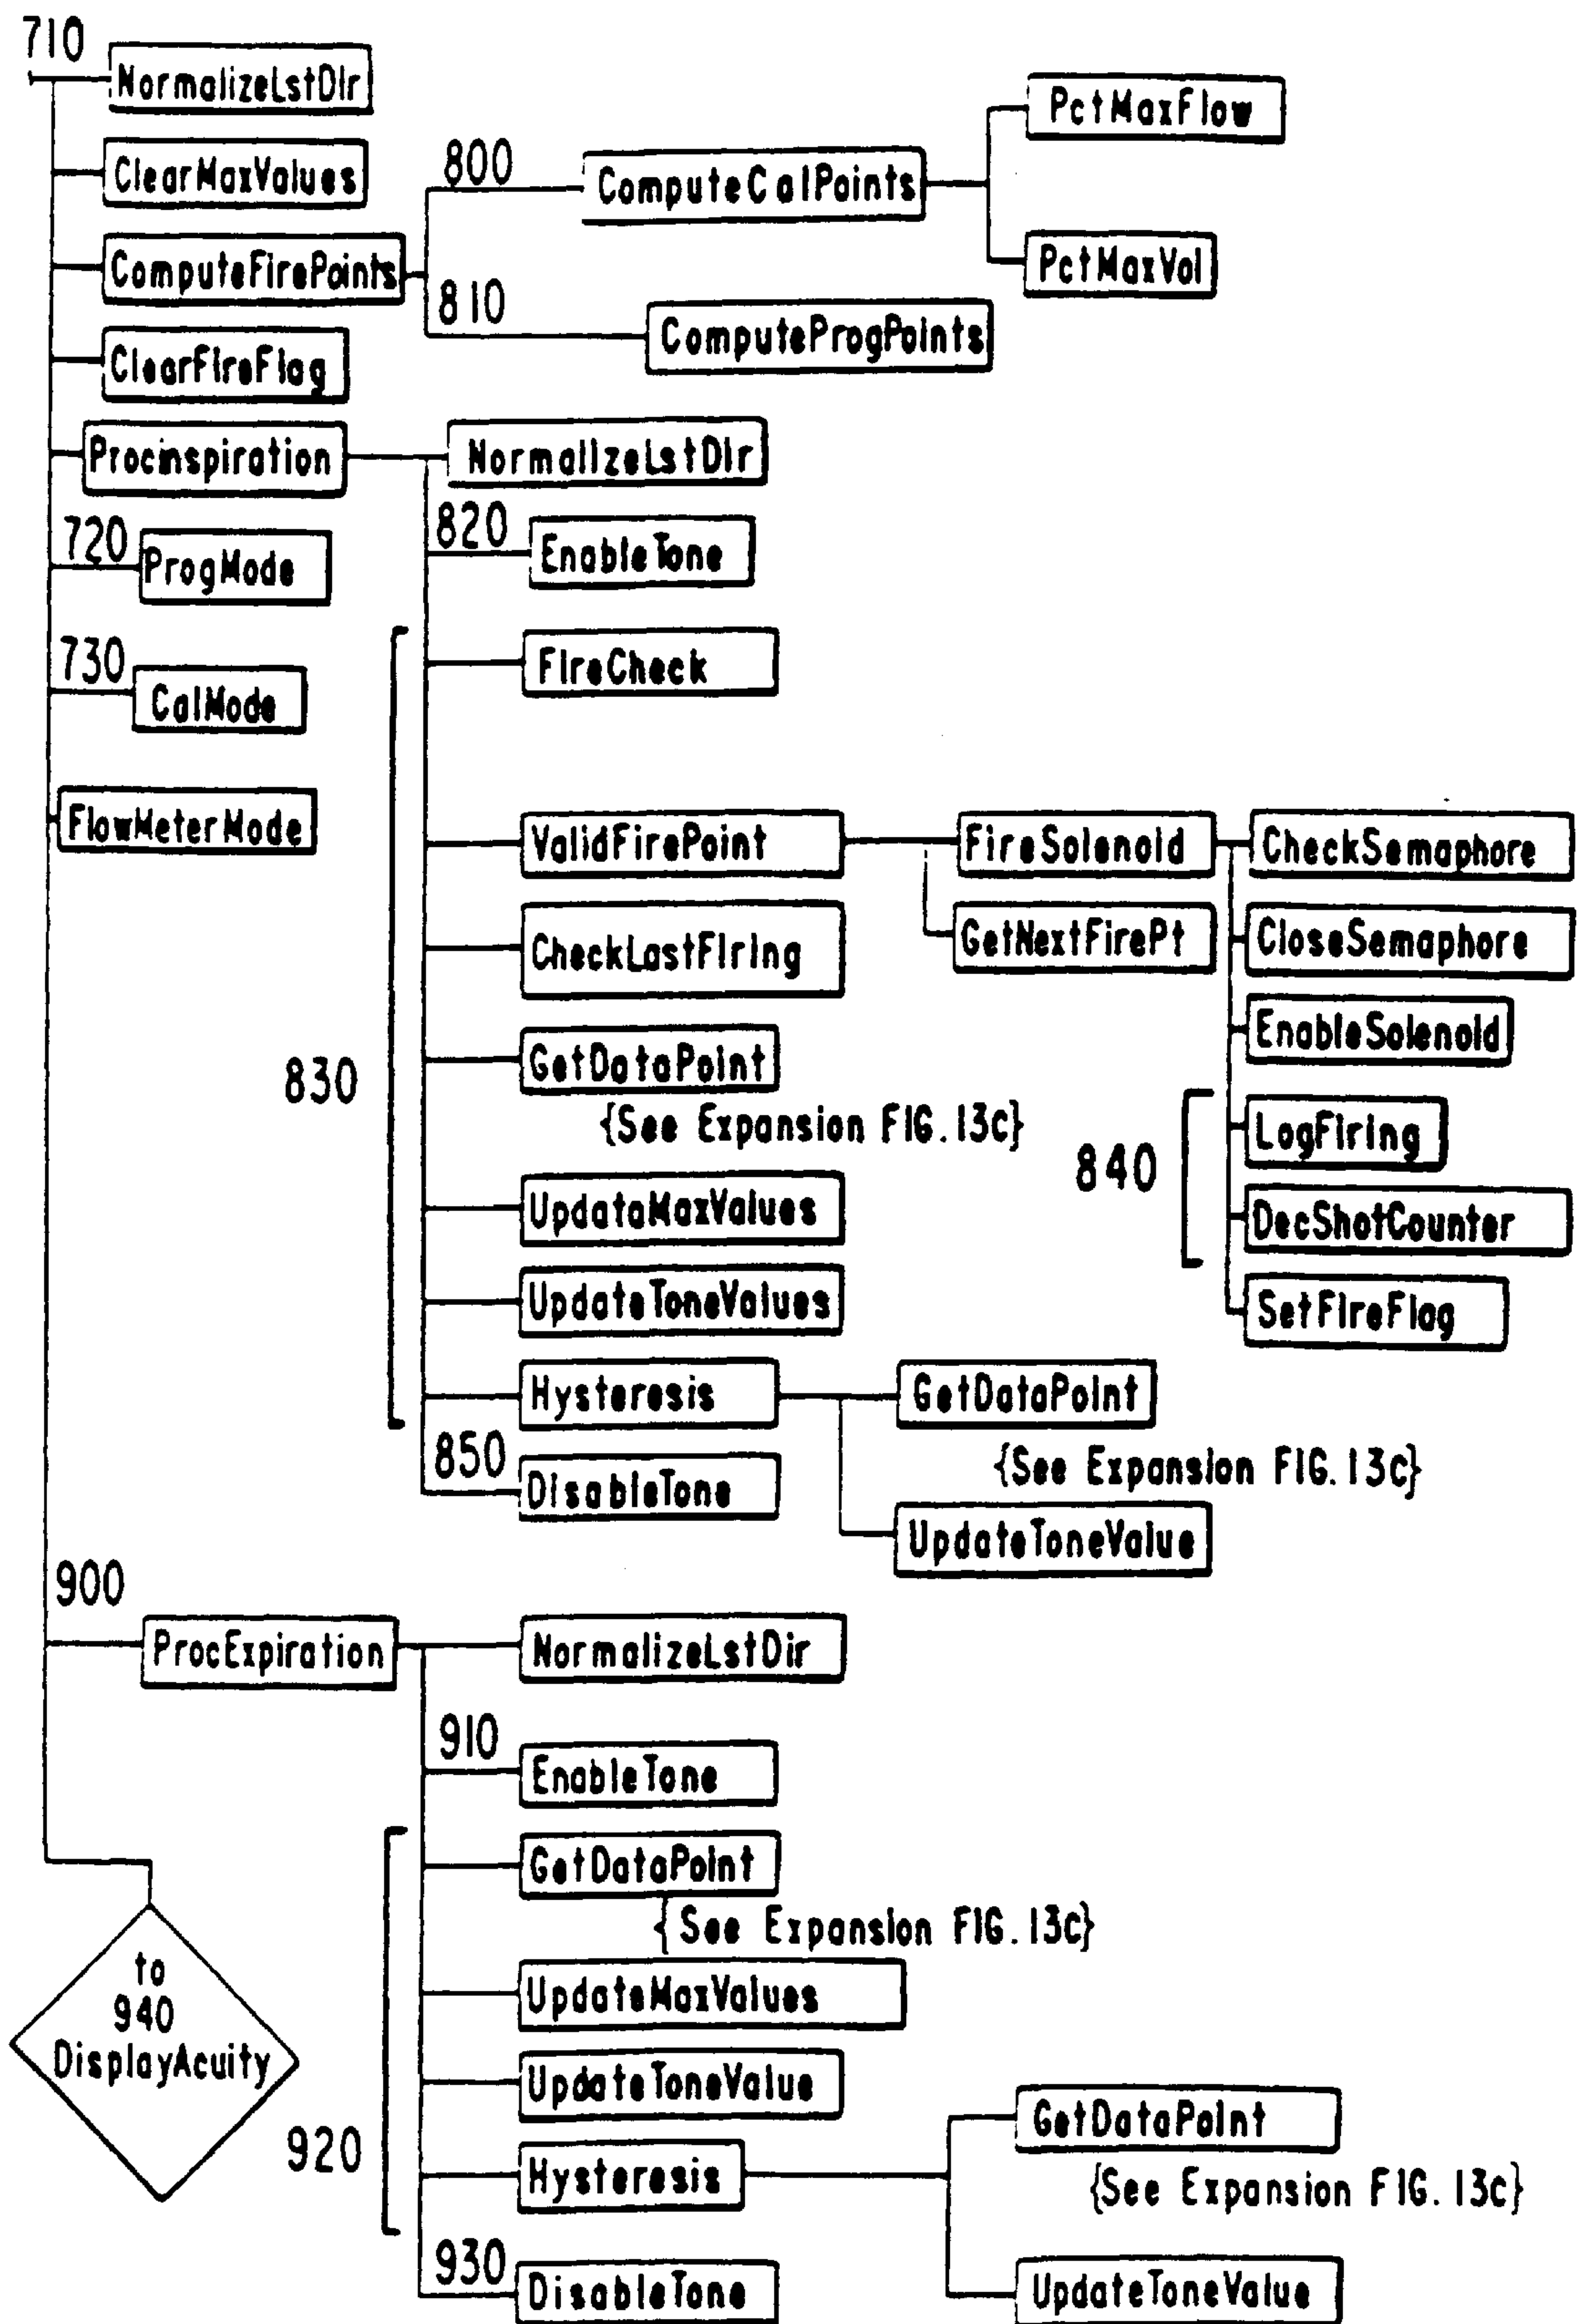 710
NormalizeLstDir
ClearMaxValues
ComputeFirePoints
800
ComputeCalPoints
PctMaxFlow
PctMaxVol
810
ComputeProgPoints
ClearFireFlag
Procinspiration
NormalizeLstDir
820
EnableTone
720
ProgMode
730
CalMode
FlowMeterMode
830
FireCheck
ValidFirePoint
FireSolenoid
CheckSemaphore
GetNextFirePt
CloseSemaphore
EnableSolenoid
840
LogFiring
DecShotCounter
SetFireFlag
CheckLastFiring
GetDataPoint
{See Expansion FIG. 13c}
UpdataMaxValues
UpdateToneValues
Hysteresis
GetDataPoint
{See Expansion FIG. 13c}
UpdateToneValue
850
DisableTone
900
ProcExpiration
NormalizeLstDir
910
EnableTone
920
GetDataPoint
{See Expansion FIG. 13c}
UpdateMaxValues
UpdateToneValue
Hysteresis
GetDataPoint
{See Expansion FIG. 13c}
UpdateToneValue
930
DisableTone
to
940
DisplayAcuity